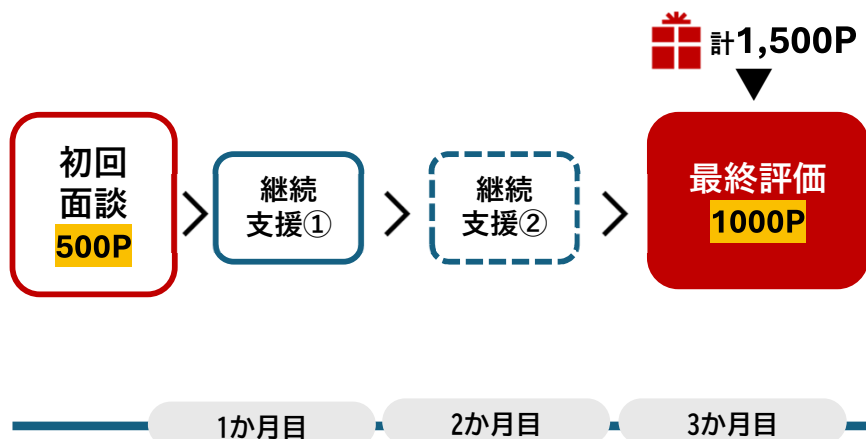 計1,500P
初回
面談
500P
継続
支援①
継続
支援②
最終評価
1000P
1か月目
2か月目
3か月目